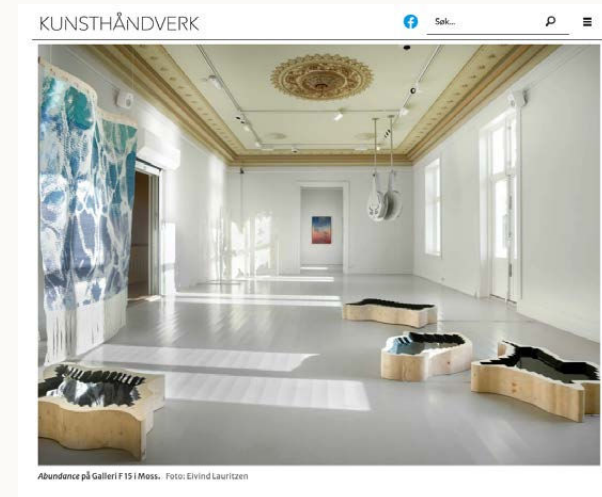 KUNSTHÅNDVERK
Søk...
Abundance på Galleri F 15 i Moss. Foto: Eivind Lauritzen